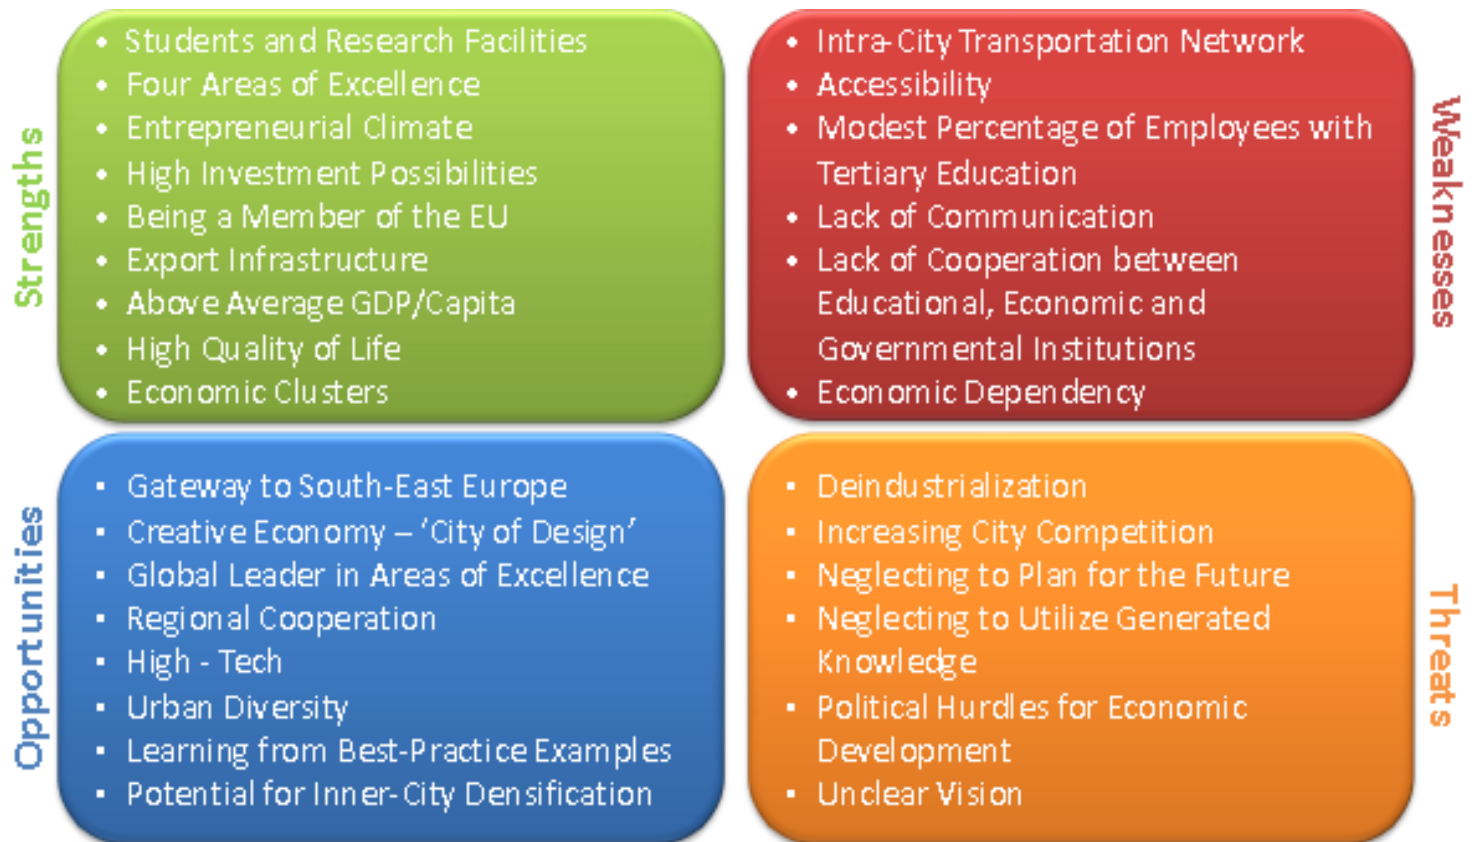 Strengths
• Students and Research Facilities
• Four Areas of Excellence
• Entrepreneurial Climate
• High Investment Possibilities
• Being a Member of the EU
• Export Infrastructure
• Above Average GDP/Capita
• High Quality of Life
• Economic Clusters
Weaknesses
• Intra-City Transportation Network
• Accessibility
• Modest Percentage of Employees with
Tertiary Education
• Lack of Communication
• Lack of Cooperation between
Educational, Economic and
Governmental Institutions
• Economic Dependency
Opportunities
▪ Gateway to South-East Europe
▪ Creative Economy – ‘City of Design’
▪ Global Leader in Areas of Excellence
▪ Regional Cooperation
▪ High - Tech
▪ Urban Diversity
▪ Learning from Best-Practice Examples
▪ Potential for Inner-City Densification
Threats
▪ Deindustrialization
▪ Increasing City Competition
▪ Neglecting to Plan for the Future
▪ Neglecting to Utilize Generated
Knowledge
▪ Political Hurdles for Economic
Development
▪ Unclear Vision